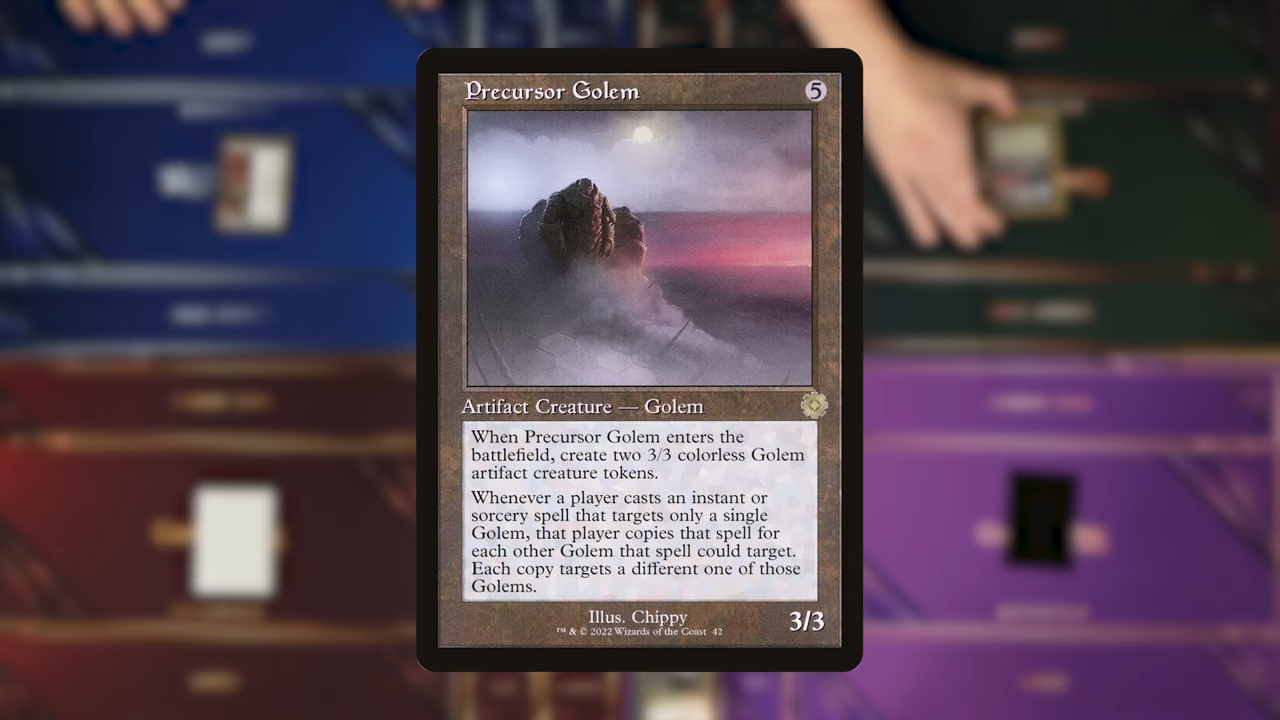 Precursor Golem 5
Artifact Creature — Golem
When Precursor Golem enters the
battlefield, create two 3/3 colorless Golem
artifact creature tokens.
Whenever a player casts an instant or
sorcery spell that targets only a single
Golem, that player copies that spell for
each other Golem that spell could target.
Each copy targets a different one of those
Golems.
Illus. Chippy
3/3
™ & © 2022 Wizards of the Coast 42